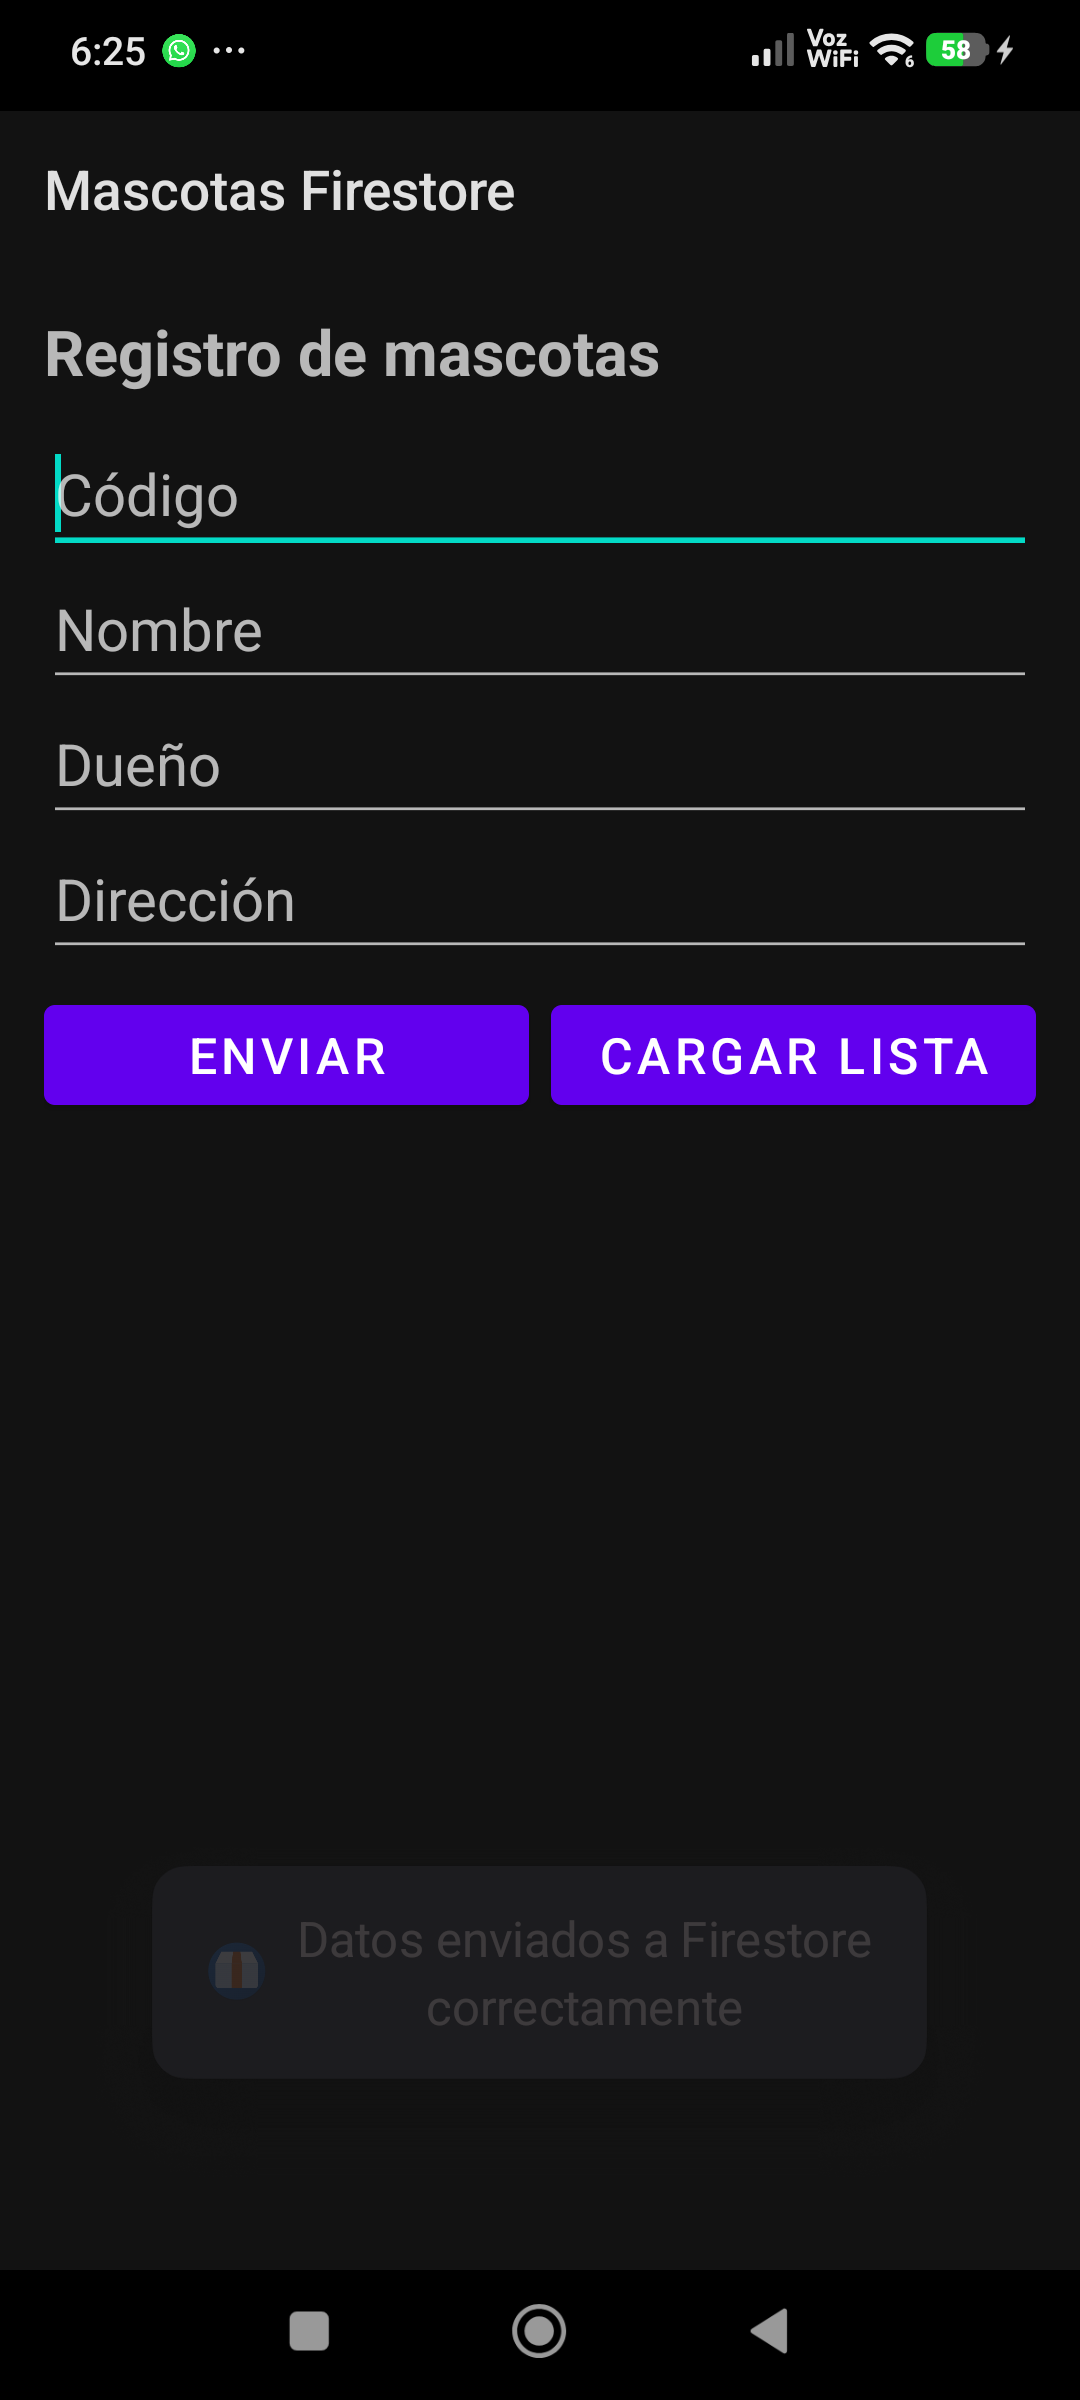 6:25
Voz
WiFi 6 58
Mascotas Firestore
Registro de mascotas
Código
Nombre
Dueño
Dirección
ENVIAR CARGAR LISTA
Datos enviados a Firestore
correctamente